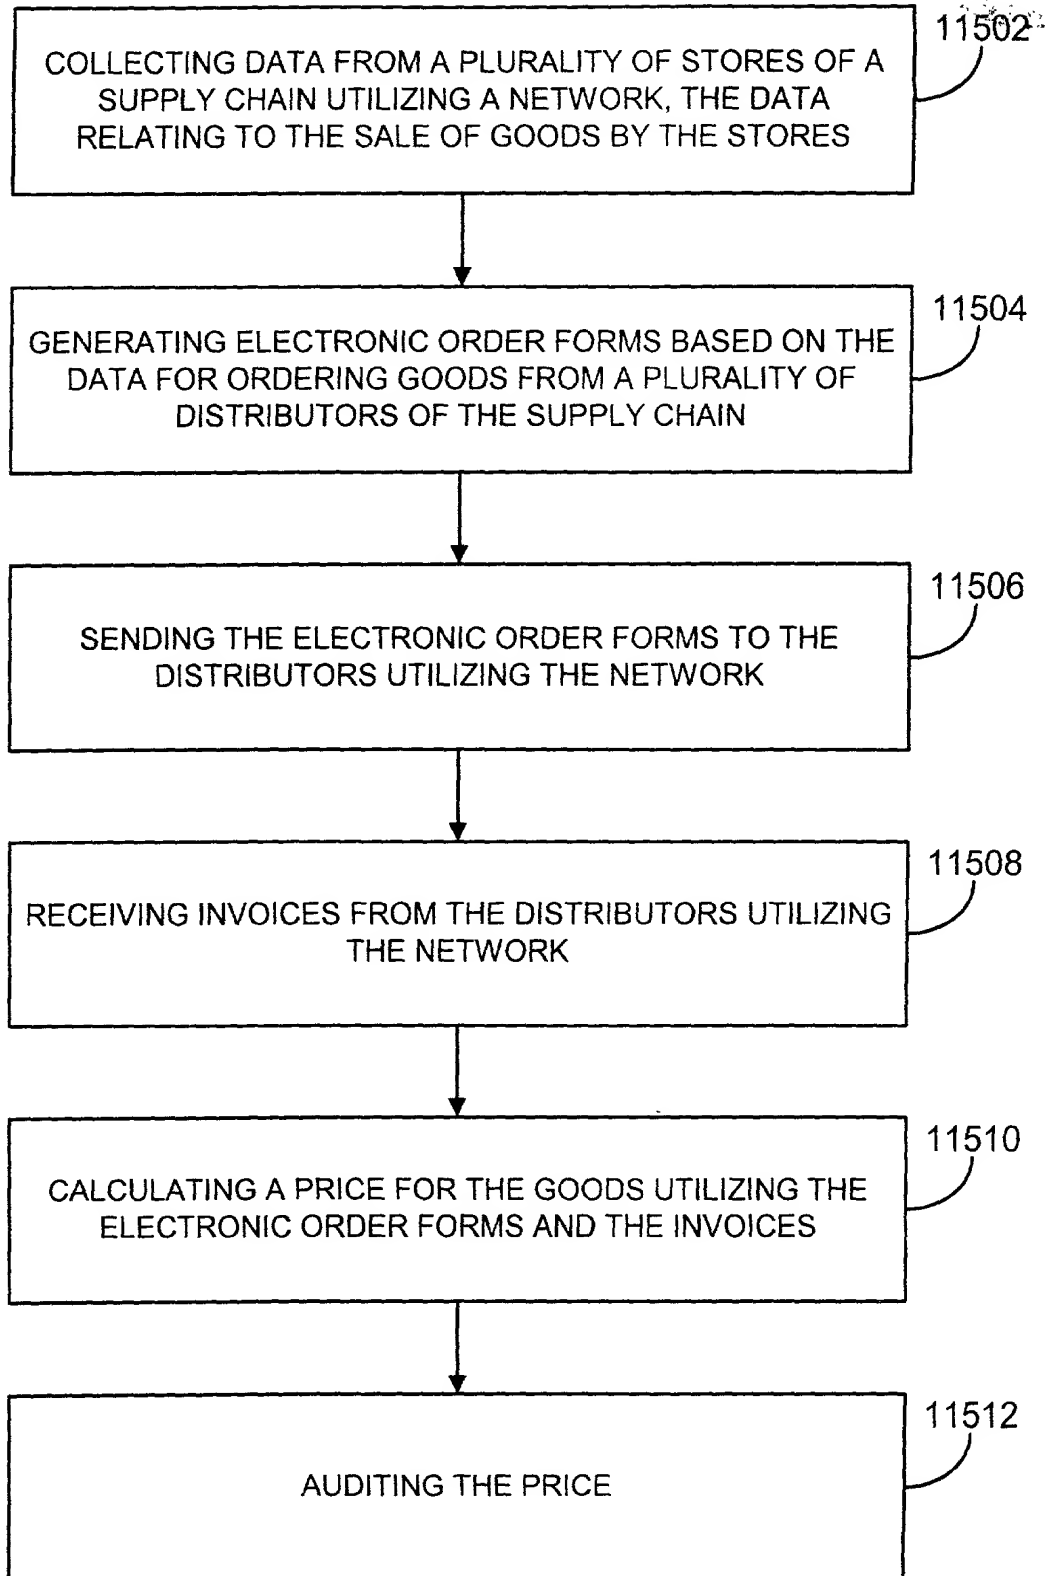 11502
COLLECTING DATA FROM A PLURALITY OF STORES OF A
SUPPLY CHAIN UTILIZING A NETWORK, THE DATA
RELATING TO THE SALE OF GOODS BY THE STORES
11504
GENERATING ELECTRONIC ORDER FORMS BASED ON THE
DATA FOR ORDERING GOODS FROM A PLURALITY OF
DISTRIBUTORS OF THE SUPPLY CHAIN
11506
SENDING THE ELECTRONIC ORDER FORMS TO THE
DISTRIBUTORS UTILIZING THE NETWORK
11508
RECEIVING INVOICES FROM THE DISTRIBUTORS UTILIZING
THE NETWORK
11510
CALCULATING A PRICE FOR THE GOODS UTILIZING THE
ELECTRONIC ORDER FORMS AND THE INVOICES
11512
AUDITING THE PRICE